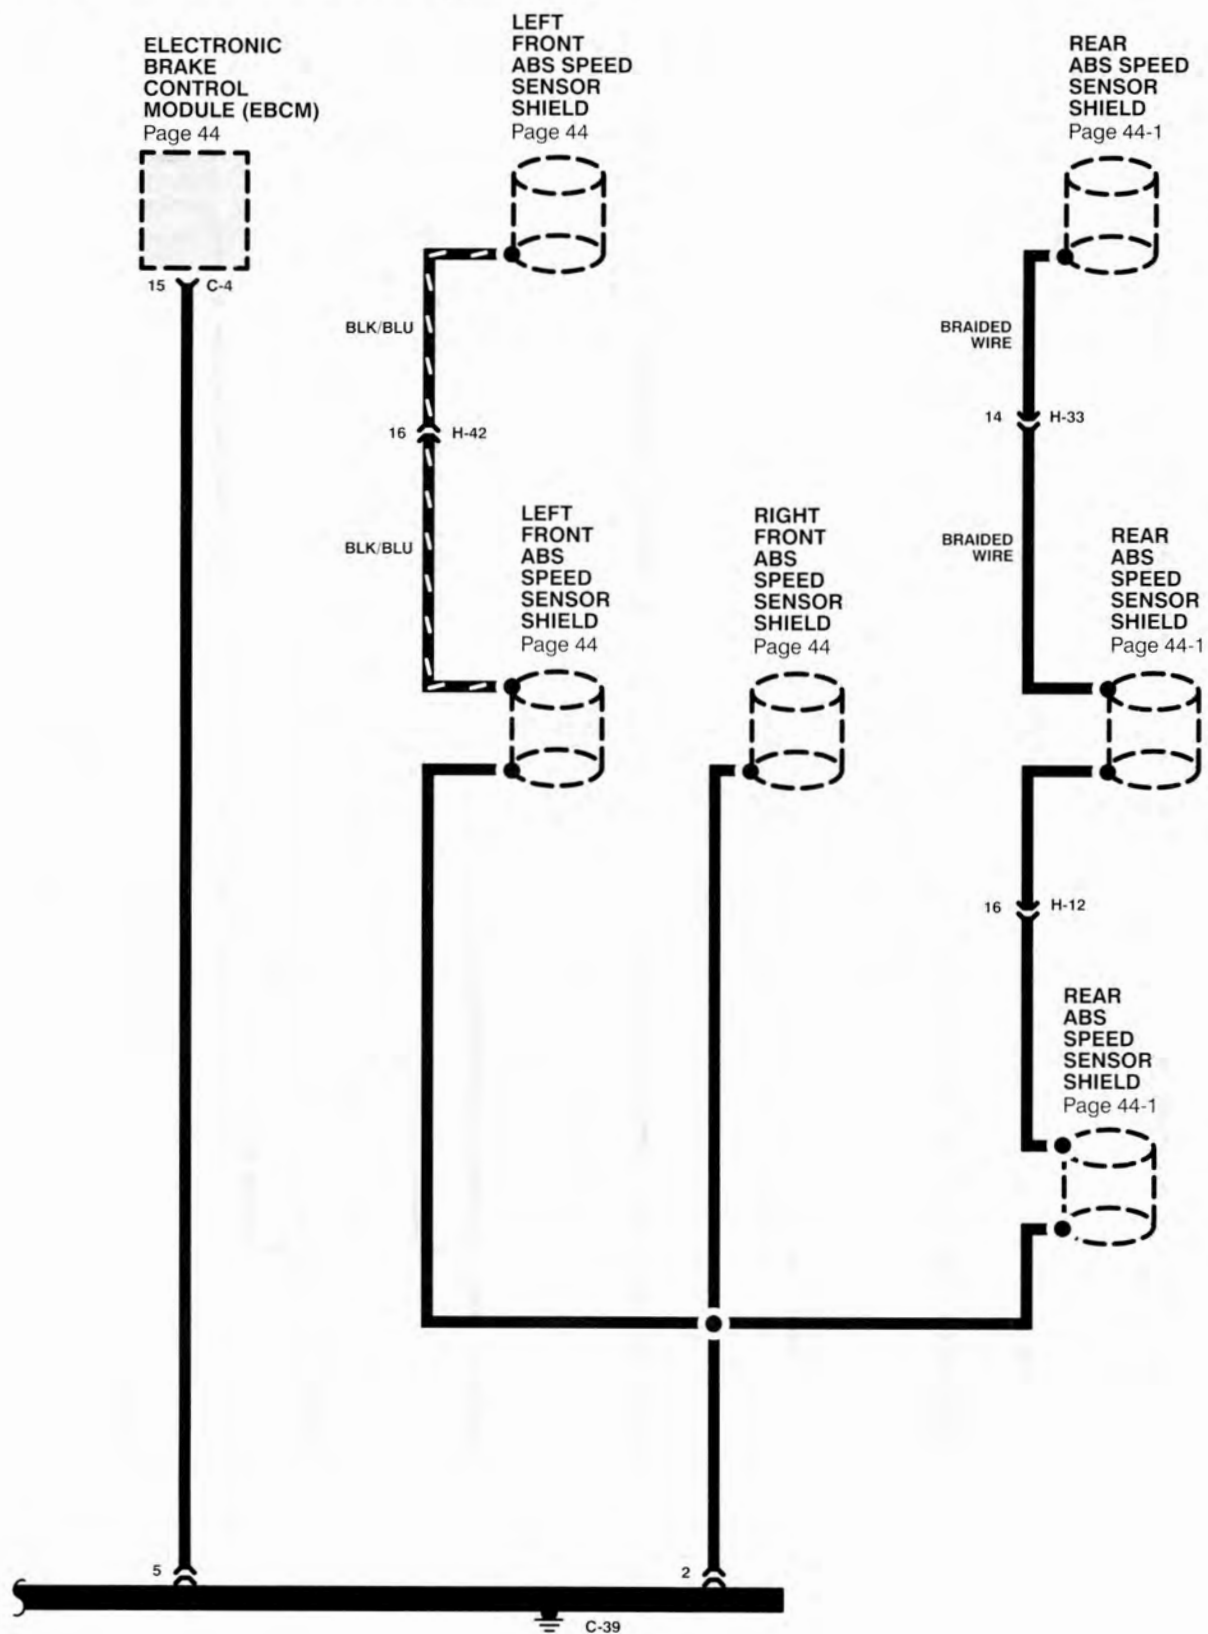 ELECTRONIC
BRAKE
CONTROL
MODULE (EBCM)
Page 44
LEFT
FRONT
ABS SPEED
SENSOR
SHIELD
Page 44
REAR
ABS SPEED
SENSOR
SHIELD
Page 44-1
15
C-4
BLK/BLU
BRAIDED
WIRE
16
H-42
14
H-33
BLK/BLU
LEFT
FRONT
ABS
SPEED
SENSOR
SHIELD
Page 44
RIGHT
FRONT
ABS
SPEED
SENSOR
SHIELD
Page 44
BRAIDED
WIRE
REAR
ABS
SPEED
SENSOR
SHIELD
Page 44-1
16
H-12
REAR
ABS
SPEED
SENSOR
SHIELD
Page 44-1
5
2
C-39